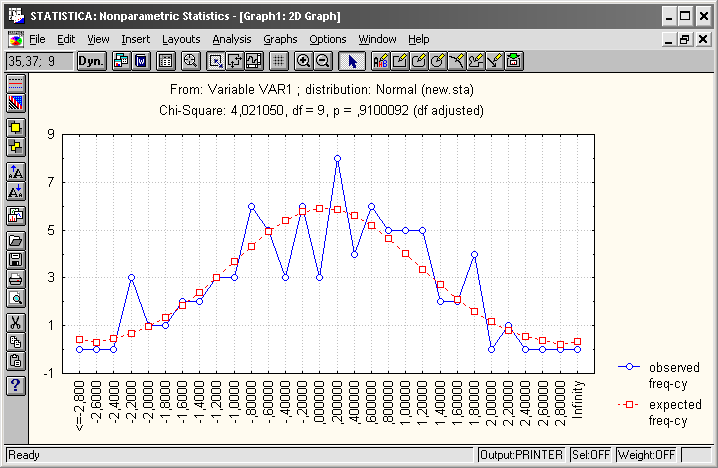 STATISTICA: Nonparametric Statistics - [Graph1: 2D Graph]
File Edit View Insert Layouts Analysis Graphs Options Window Help
35,37; 9 Dyn.
From: Variable VAR1 ; distribution: Normal (new.sta)
Chi-Square: 4,021050, df = 9, p = ,9100092 (df adjusted)
9
7
5
3
1
-1
<=-2,800
-2,6000
-2,4000
-2,2000
-2,0000
-1,8000
-1,6000
-1,4000
-1,2000
-1,0000
-,80000
-,60000
-,40000
-,20000
,000000
,200000
,400000
,600000
,800000
1,00000
1,20000
1,40000
1,60000
1,80000
2,00000
2,20000
2,40000
2,60000
2,80000
Infinity
observed
freq-cy
expected
freq-cy
Ready
Output:PRINTER Sel:OFF Weight:OFF